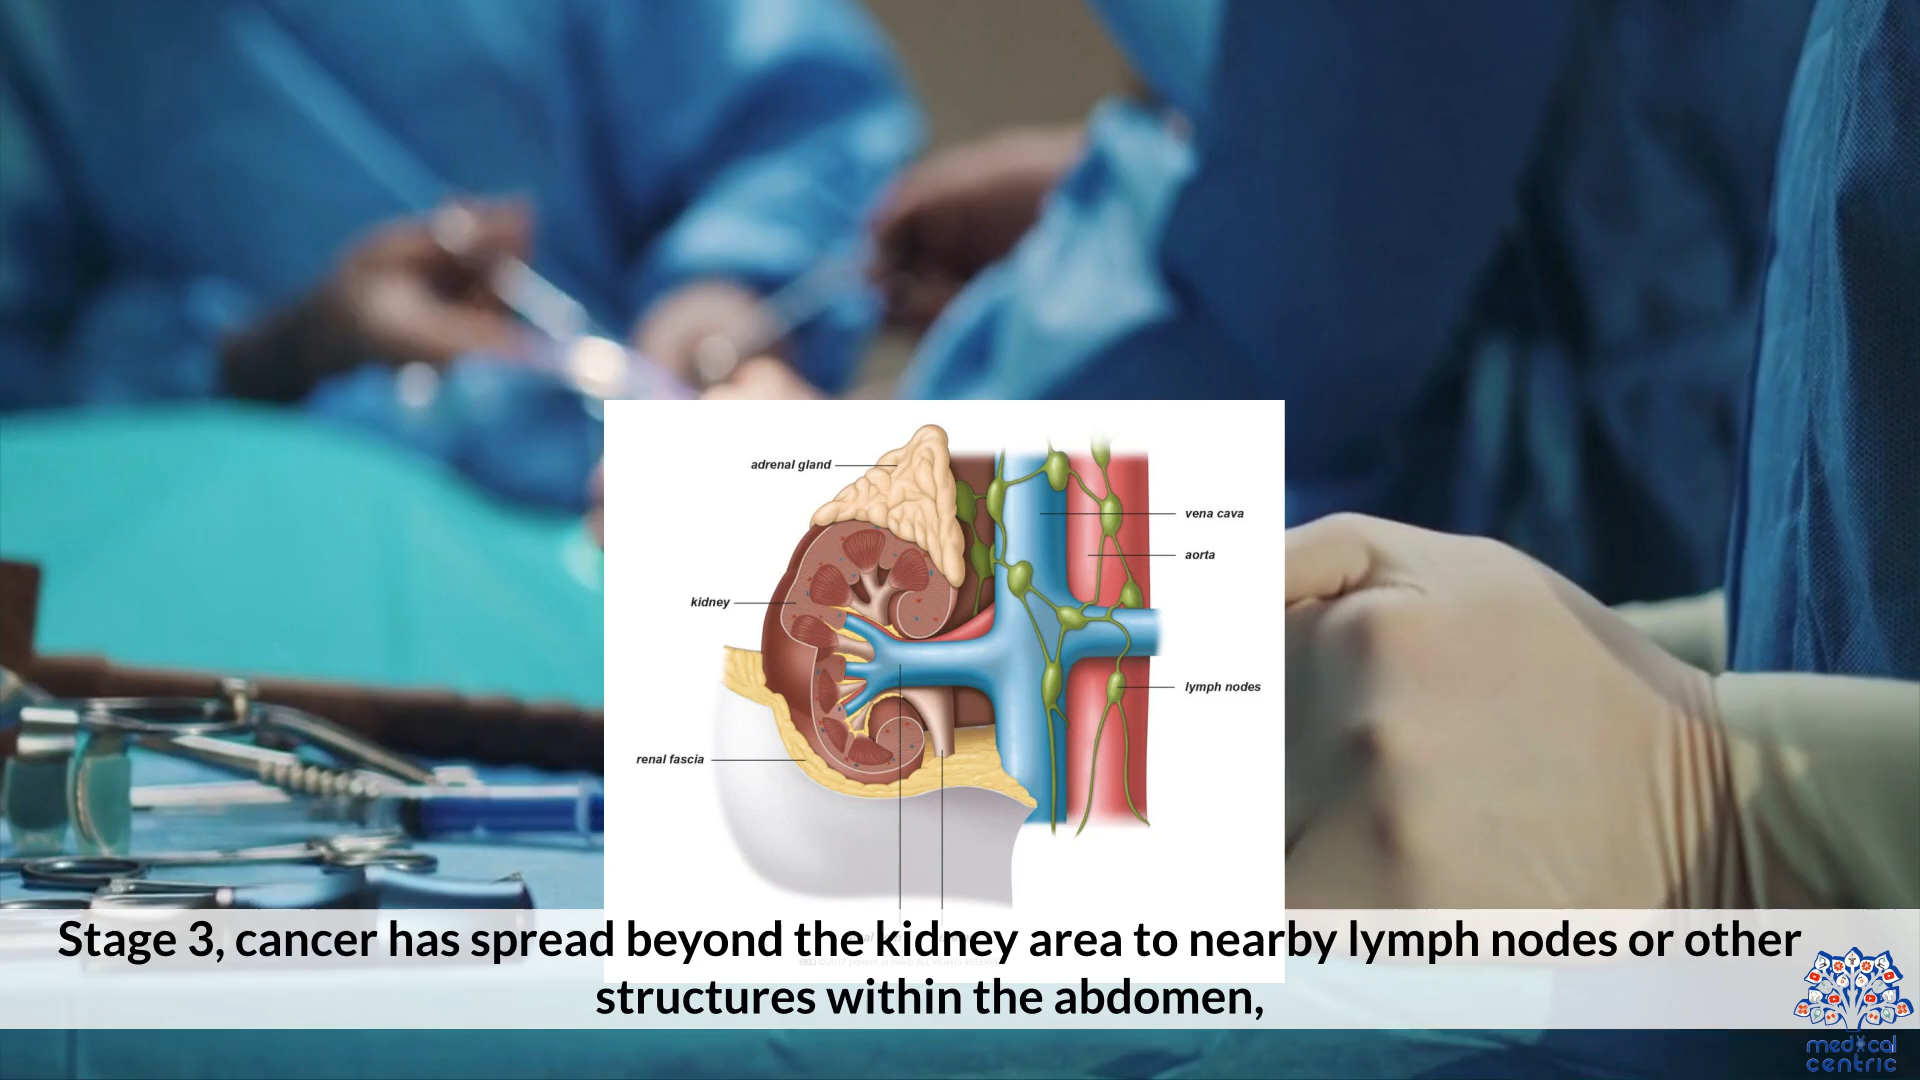 adrenal gland
vena cava
aorta
kidney
lymph nodes
renal fascia
Stage 3, cancer has spread beyond the kidney area to nearby lymph nodes or other
structures within the abdomen,
medical
centric